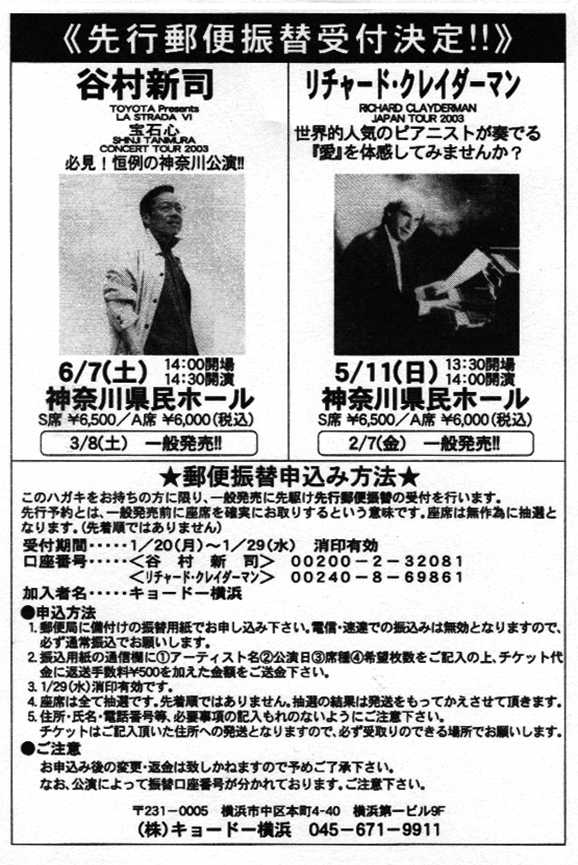 《先行郵便振替受付決定!!》
谷村新司
TOYOTA Presents
LA STRADA VI
宝石心
SHINJI TANIMURA
CONCERT TOUR 2003
必見！恒例の神奈川公演!!
6/7(土) 14:00開場
14:30開演
神奈川県民ホール
S席 ¥6,500／A席 ¥6,000(税込)
3/8(土) 一般発売!!
リチャード・クレイダーマン
RICHARD CLAYDERMAN
JAPAN TOUR 2003
世界的人気のピアニストが奏でる
『愛』を体感してみませんか？
5/11(日) 13:30開場
14:00開演
神奈川県民ホール
S席 ¥6,500／A席 ¥6,000(税込)
2/7(金) 一般発売!!
★郵便振替申込み方法★
このハガキをお持ちの方に限り、一般発売に先駆け先行郵便振替の受付を行います。
先行予約とは、一般発売前に座席を確実にお取りするという意味です。座席は無作為に抽選と
なります。(先着順ではありません)
受付期間・・・・・1／20(月)〜1／29(水) 消印有効
口座番号・・・・・＜谷 村 新 司＞ 00200－2－32081
＜リチャード・クレイダーマン＞ 00240－8－69861
加入者名・・・・・キョードー横浜
●申込方法
1. 郵便局に備付けの振替用紙でお申し込み下さい。電信・速達での振込みは無効となりますので、
必ず通常振込でお願いします。
2. 振込用紙の通信欄に①アーティスト名②公演日③席種④希望枚数をご記入の上、チケット代
金に返送手数料¥500を加えた金額をご送金下さい。
3. 1/29(水)消印有効です。
4. 座席は全て抽選です。先着順ではありません。抽選の結果は発送をもってかえさせて頂きます。
5. 住所・氏名・電話番号等、必要事項の記入もれのないようにご注意下さい。
チケットはご記入頂いた住所への発送となりますので、必ず受取りのできる場所でお願いします。
●ご注意
お申込み後の変更・返金は致しかねますので予めご了承下さい。
なお、公演によって振替口座番号が分かれております。ご注意下さい。
〒231－0005 横浜市中区本町4-40 横浜第一ビル9F
(株)キョードー横浜 045－671－9911